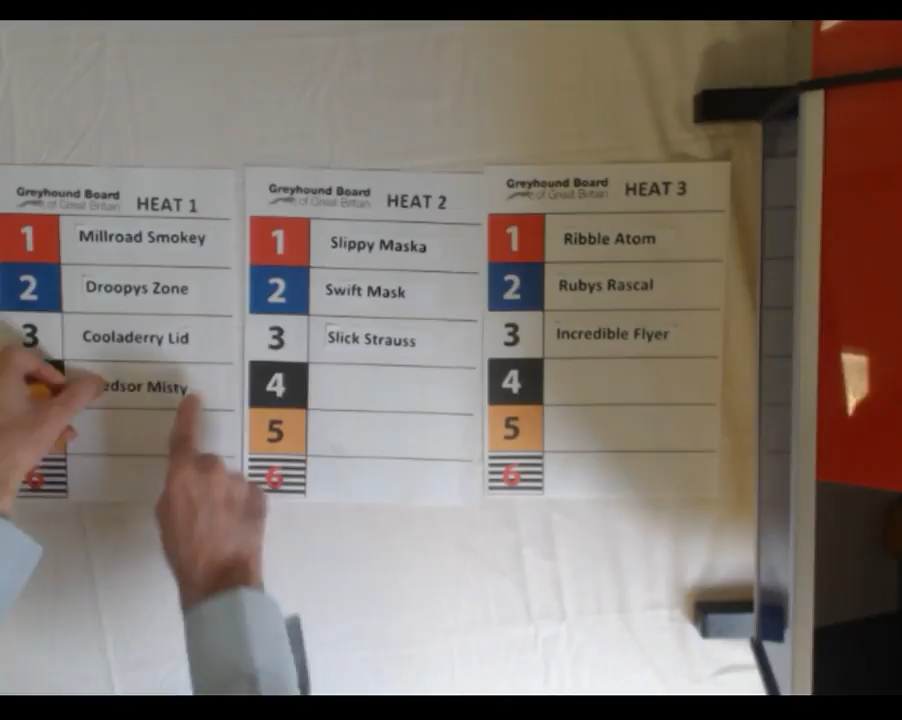 Greyhound Board
of Great Britain
HEAT 1
1 Millroad Smokey
2 Droopys Zone
3 Cooladerry Lid
Misty
6
Greyhound Board
of Great Britain
HEAT 2
1 Slippy Maska
2 Swift Mask
3 Slick Strauss
4
5
6
Greyhound Board
of Great Britain
HEAT 3
1 Ribble Atom
2 Rubys Rascal
3 Incredible Flyer
4
5
6